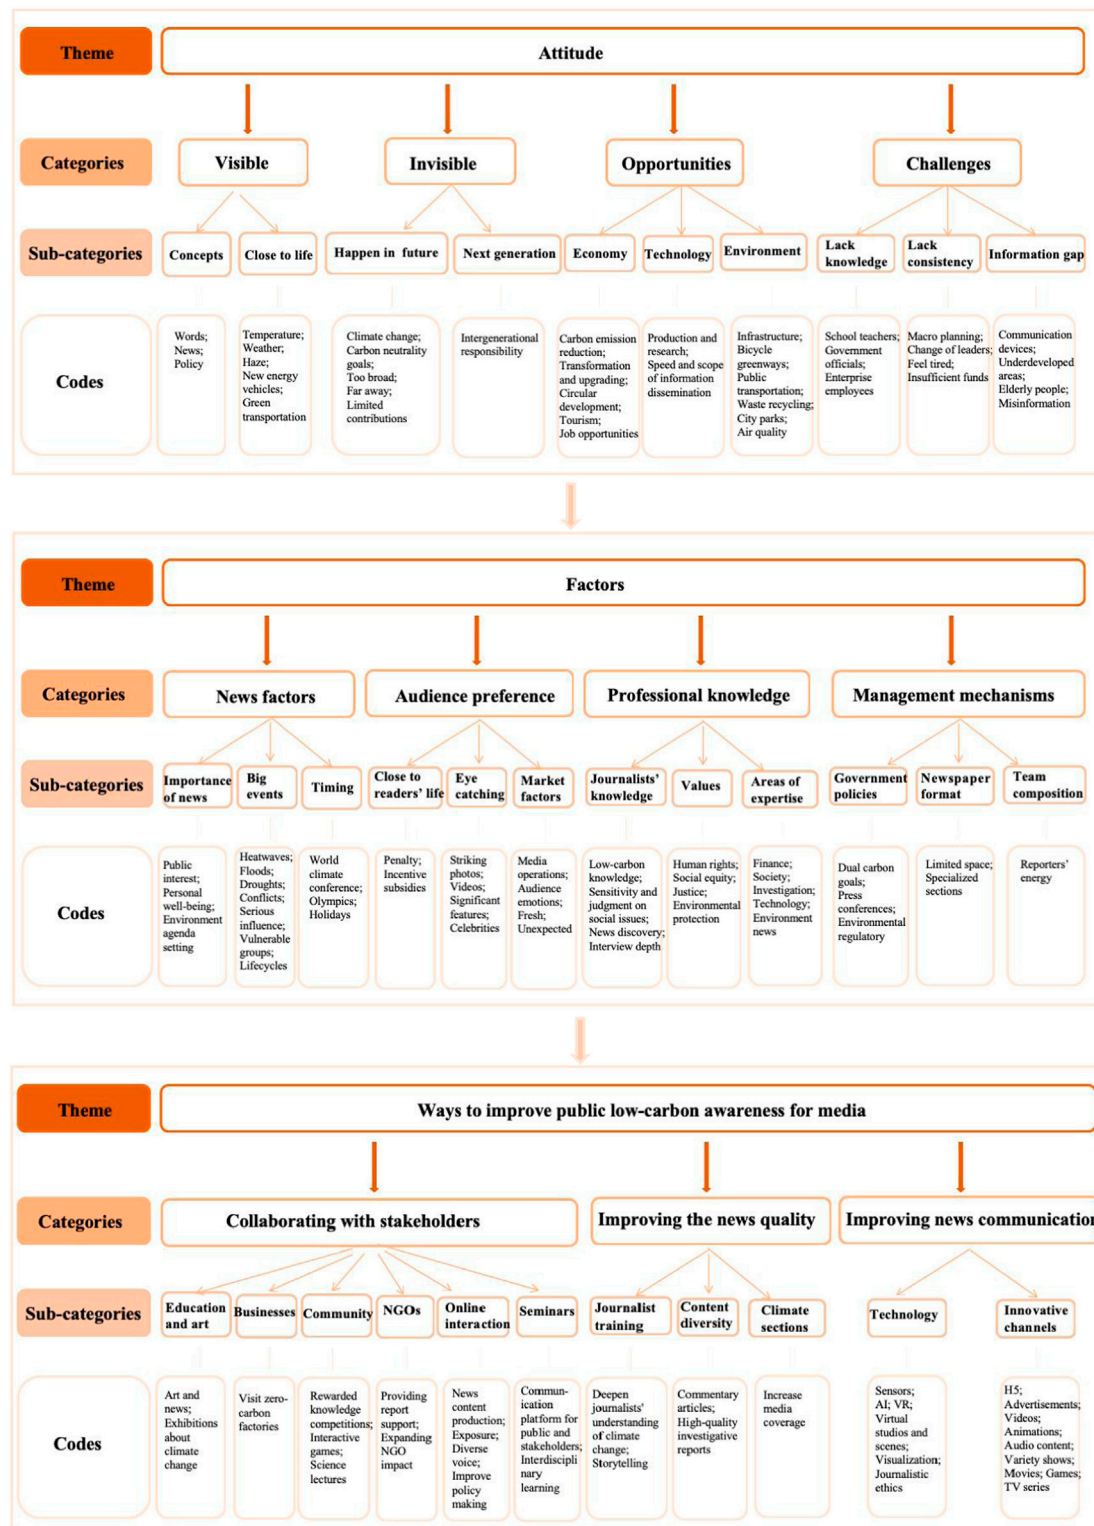 Theme
Attitude
Categories
Visible
Invisible
Opportunities
Challenges
Sub-categories
Concepts
Close to life
Happen in future
Next generation
Economy
Technology
Environment
Lack
knowledge
Lack
consistency
Information gap
Codes
Words;
News;
Policy
Temperature;
Weather;
Haze;
New energy
vehicles;
Green
transportation
Climate change;
Carbon neutrality
goals;
Too broad;
Far away;
Limited
contributions
Intergenerational
responsibility
Carbon emission
reduction;
Transformation
and upgrading;
Circular
development;
Tourism;
Job opportunities
Production and
research;
Speed and scope
of information
dissemination
Infrastructure;
Bicycle
greenways;
Public
transportation;
Waste recycling;
City parks;
Air quality
School teachers;
Government
officials;
Enterprise
employees
Macro planning;
Change of leaders;
Feel tired;
Insufficient funds
Communication
devices;
Underdeveloped
areas;
Elderly people;
Misinformation
Theme
Factors
Categories
News factors
Audience preference
Professional knowledge
Management mechanisms
Sub-categories
Importance
of news
Big
events
Timing
Close to
readers' life
Eye
catching
Market
factors
Journalists'
knowledge
Values
Areas of
expertise
Government
policies
Newspaper
format
Team
composition
Codes
Public
interest;
Personal
well-being;
Environment
agenda
setting
Heatwaves;
Floods;
Droughts;
Conflicts;
Serious
influence;
Vulnerable
groups;
Lifecycles
World
climate
conference;
Olympics;
Holidays
Penalty;
Incentive
subsidies
Striking
photos;
Videos;
Significant
features;
Celebrities
Media
operations;
Audience
emotions;
Fresh;
Unexpected
Low-carbon
knowledge;
Sensitivity and
judgment on
social issues;
News discovery;
Interview depth
Human rights;
Social equity;
Justice;
Environmental
protection
Finance;
Society;
Investigation;
Technology;
Environment
news
Dual carbon
goals;
Press
conferences;
Environmental
regulatory
Limited space;
Specialized
sections
Reporters'
energy
Theme
Ways to improve public low-carbon awareness for media
Categories
Collaborating with stakeholders
Improving the news quality
Improving news communication
Sub-categories
Education
and art
Businesses
Community
NGOs
Online
interaction
Seminars
Journalist
training
Content
diversity
Climate
sections
Technology
Innovative
channels
Codes
Art and
news;
Exhibitions
about
climate
change
Visit zero-
carbon
factories
Rewarded
knowledge
competitions;
Interactive
games;
Science
lectures
Providing
report
support;
Expanding
NGO
impact
News
content
production;
Exposure;
Diverse
voice;
Improve
policy
making
Commun-
ication
platform for
public and
stakeholders;
Interdiscipli
nary
learning
Deepen
journalists'
understanding
of climate
change;
Storytelling
Commentary
articles;
High-quality
investigative
reports
Increase
media
coverage
Sensors;
AI; VR;
Virtual
studios and
scenes;
Visualization;
Journalistic
ethics
H5;
Advertisements;
Videos;
Animations;
Audio content;
Variety shows;
Movies; Games;
TV series